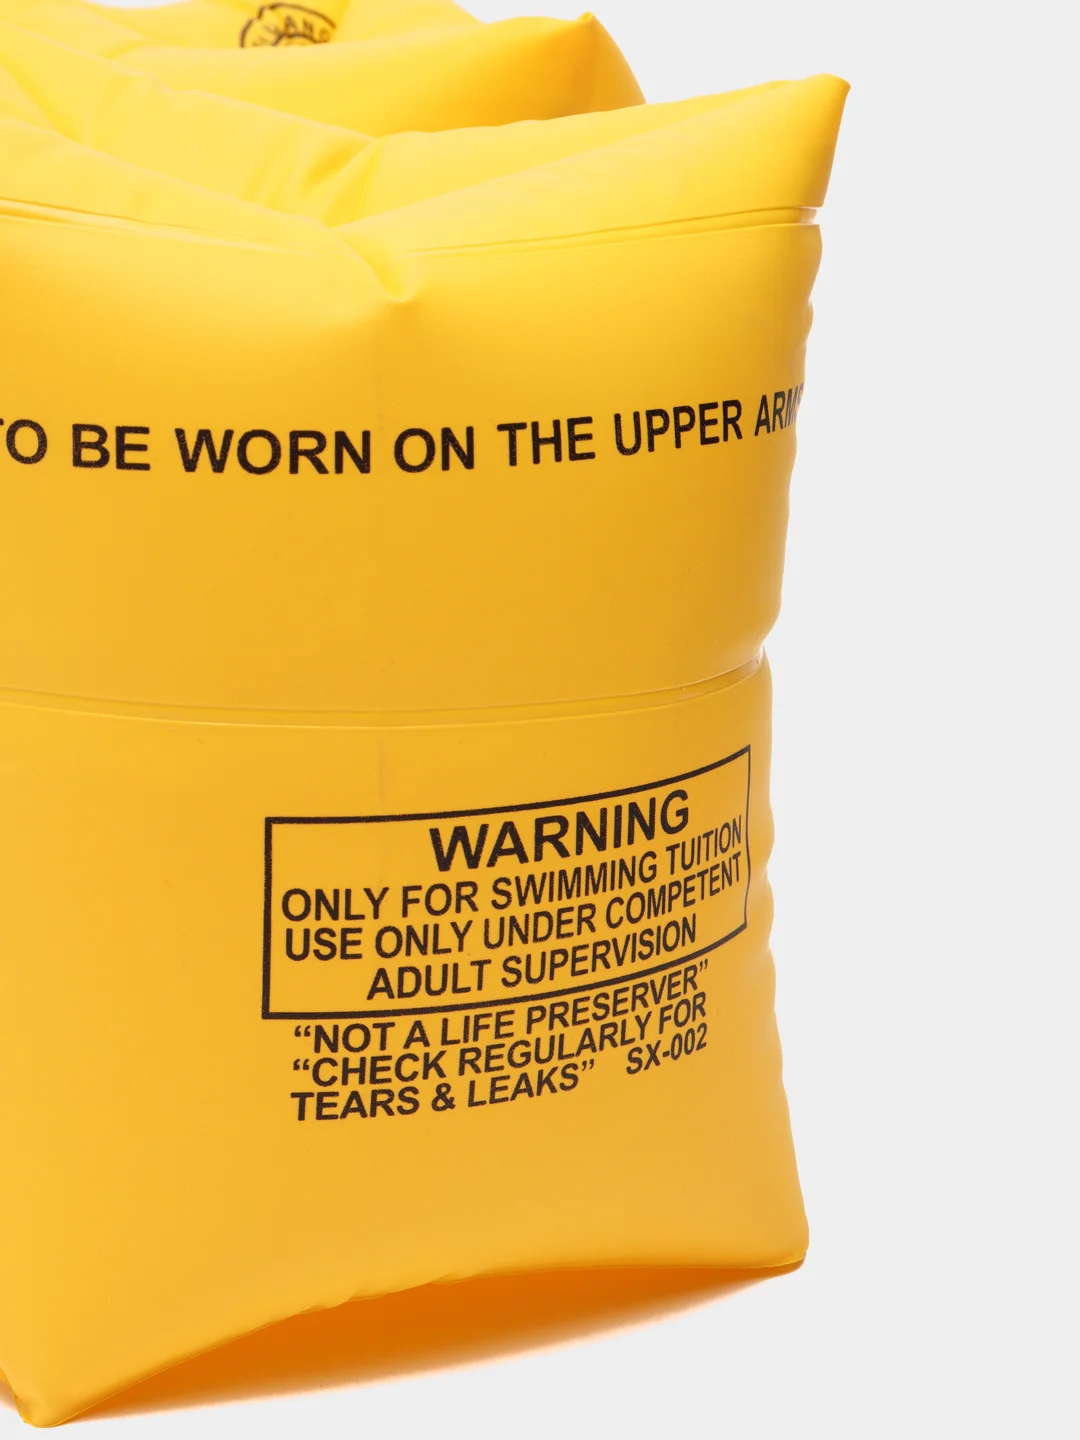 TO BE WORN ON THE UPPER ARMS
WARNING
ONLY FOR SWIMMING TUITION
USE ONLY UNDER COMPETENT
ADULT SUPERVISION
“NOT A LIFE PRESERVER”
“CHECK REGULARLY FOR
TEARS & LEAKS” SX-002